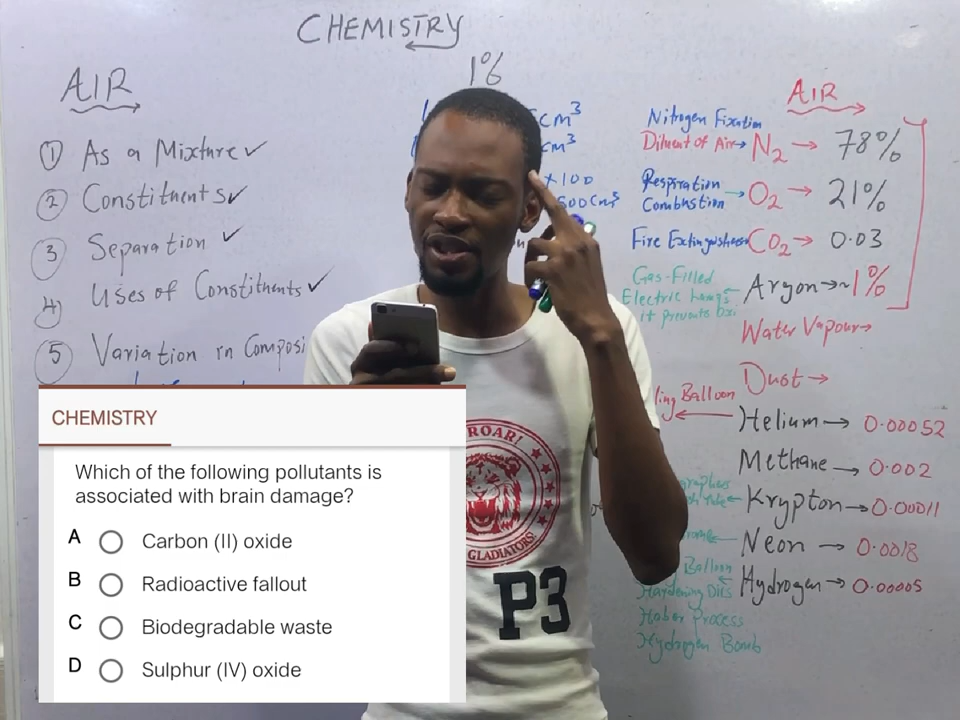 CHEMISTRY
1%
AIR
① As a Mixture ✓
② Constituents ✓
③ Separation ✓
④ Uses of Constituents ✓
⑤ Variation in Composi
cm³
cm³
× 100
500cm³
AIR
Nitrogen Fixation
Diluent of Air → N₂ → 78%
Respiration
Combustion → O₂ → 21%
Fire Extinguisher CO₂ → 0.03
Gas-Filled
Electric Lamps ← Argon → ~1%
it prevents Oxi
Water Vapour →
Dust →
ling Balloon ← Helium → 0.00052
Methane → 0.002
Krypton → 0.00011
Neon → 0.0018
Balloon ← Hydrogen → 0.00005
Hardening Oils
Haber Process
Hydrogen Bomb
ROAR!
GLADIATORS
P3
CHEMISTRY
Which of the following pollutants is
associated with brain damage?
A Carbon (II) oxide
B Radioactive fallout
C Biodegradable waste
D Sulphur (IV) oxide